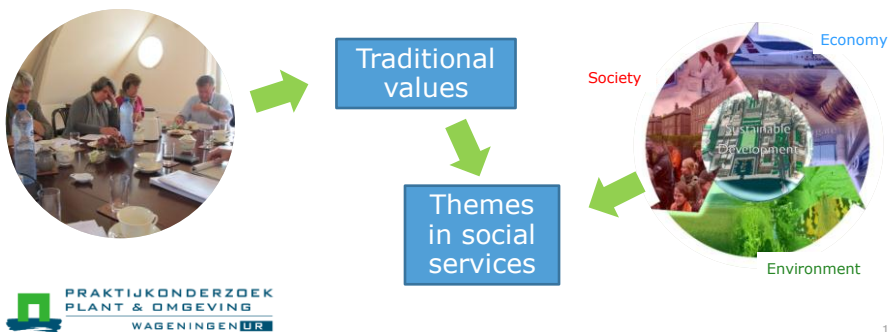 Traditional
values
Economy
Society
Sustainable
Development
Themes
in social
services
Environment
PRAKTIJKONDERZOEK
PLANT & OMGEVING
WAGENINGEN UR
1